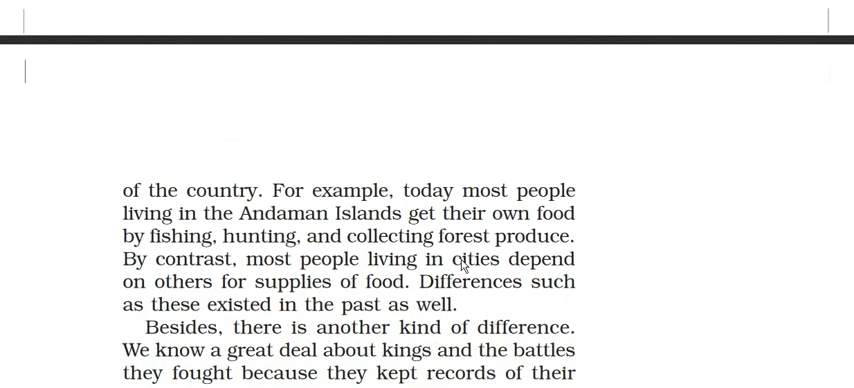 of the country. For example, today most people
living in the Andaman Islands get their own food
by fishing, hunting, and collecting forest produce.
By contrast, most people living in cities depend
on others for supplies of food. Differences such
as these existed in the past as well.
Besides, there is another kind of difference.
We know a great deal about kings and the battles
they fought because they kept records of their